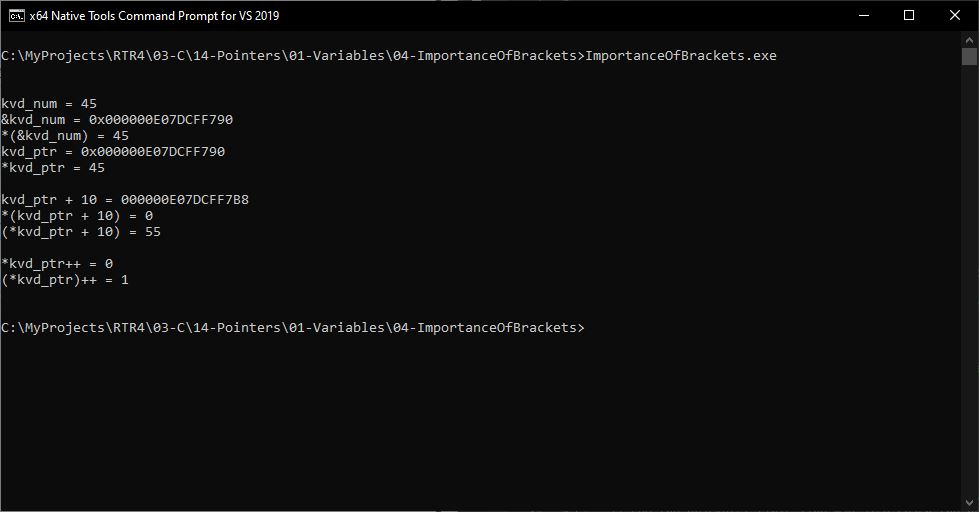 x64 Native Tools Command Prompt for VS 2019
C:\MyProjects\RTR4\03-C\14-Pointers\01-Variables\04-ImportanceOfBrackets>ImportanceOfBrackets.exe
kvd_num = 45
&kvd_num = 0x000000E07DCFF790
*(&kvd_num) = 45
kvd_ptr = 0x000000E07DCFF790
*kvd_ptr = 45
kvd_ptr + 10 = 000000E07DCFF7B8
*(kvd_ptr + 10) = 0
(*kvd_ptr + 10) = 55
*kvd_ptr++ = 0
(*kvd_ptr)++ = 1
C:\MyProjects\RTR4\03-C\14-Pointers\01-Variables\04-ImportanceOfBrackets>